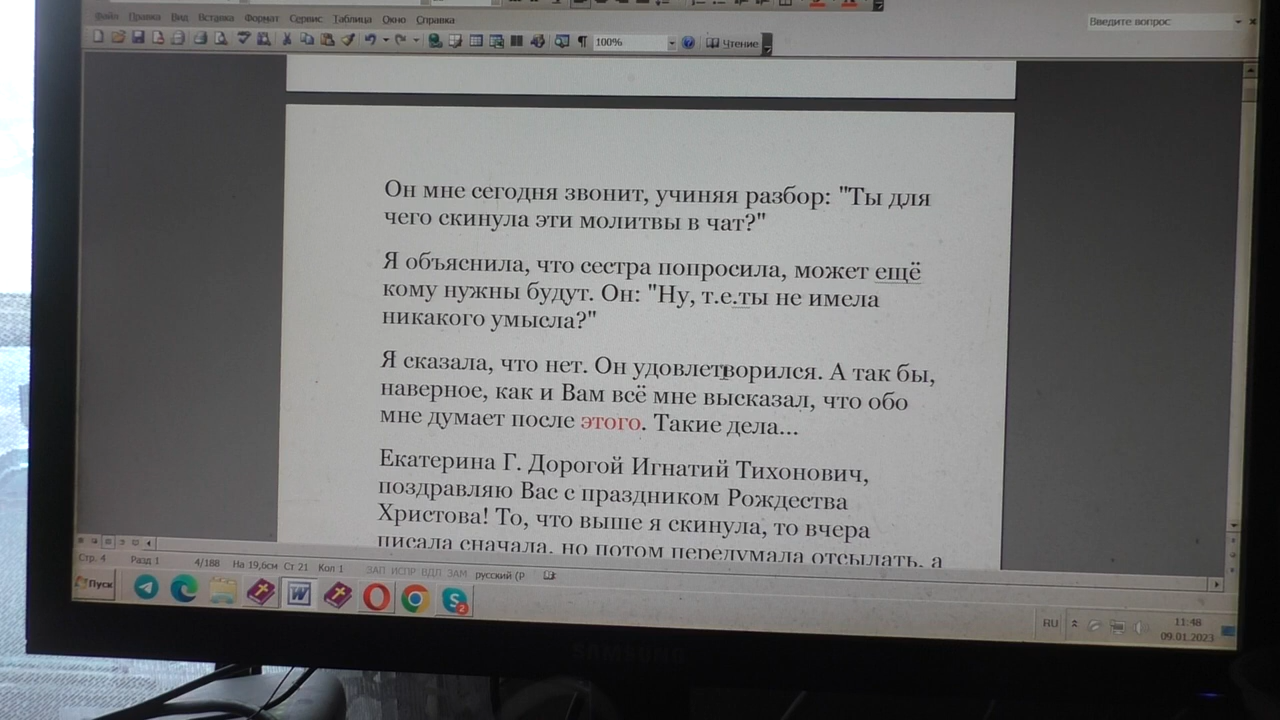 Файл Правка Вид Вставка Формат Сервис Таблица Окно Справка
Введите вопрос
100%
Чтение
Он мне сегодня звонит, учиняя разбор: "Ты для
чего скинула эти молитвы в чат?"
Я объяснила, что сестра попросила, может ещё
кому нужны будут. Он: "Ну, т.е.ты не имела
никакого умысла?"
Я сказала, что нет. Он удовлетворился. А так бы,
наверное, как и Вам всё мне высказал, что обо
мне думает после этого. Такие дела...
Екатерина Г. Дорогой Игнатий Тихонович,
поздравляю Вас с праздником Рождества
Христова! То, что выше я скинула, то вчера
писала сначала, но потом передумала отсылать, а
Стр. 4 Разд 1 4/188 На 19,6см Ст 21 Кол 1 ЗАП ИСПР ВДЛ ЗАМ русский (Р
Пуск
2
RU
11:48
09.01.2023
SAMSUNG